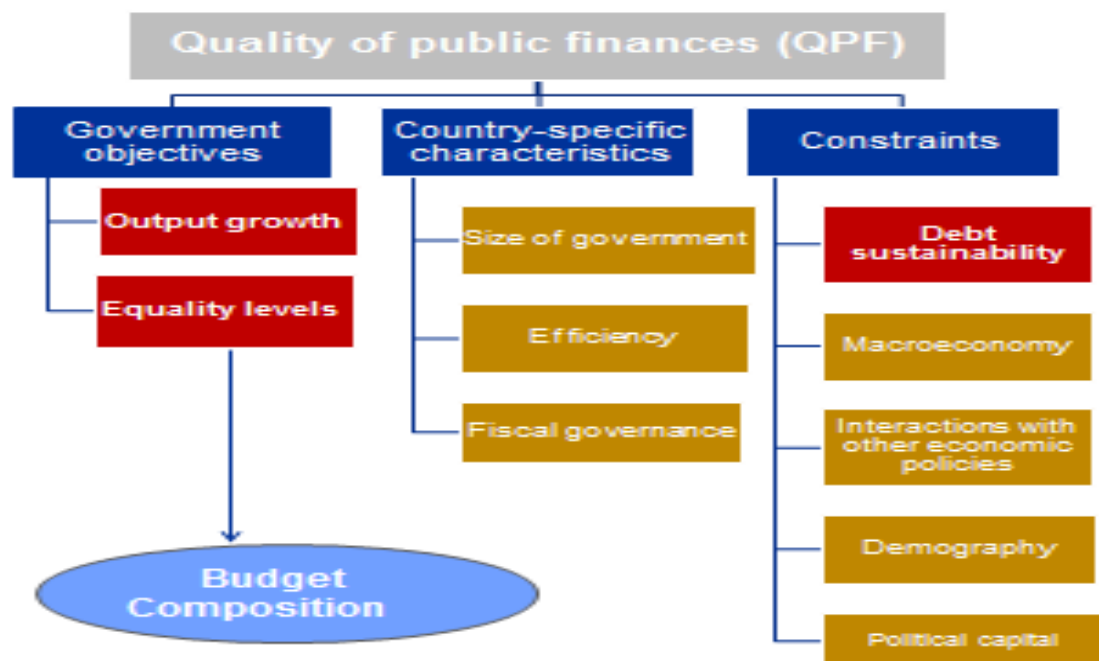 Quality of public finances (QPF)
Government
objectives
Country-specific
characteristics
Constraints
Output growth
Equality levels
Size of government
Efficiency
Fiscal governance
Debt
sustainability
Macroeconomy
Interactions with
other economic
policies
Demography
Political capital
Budget
Composition